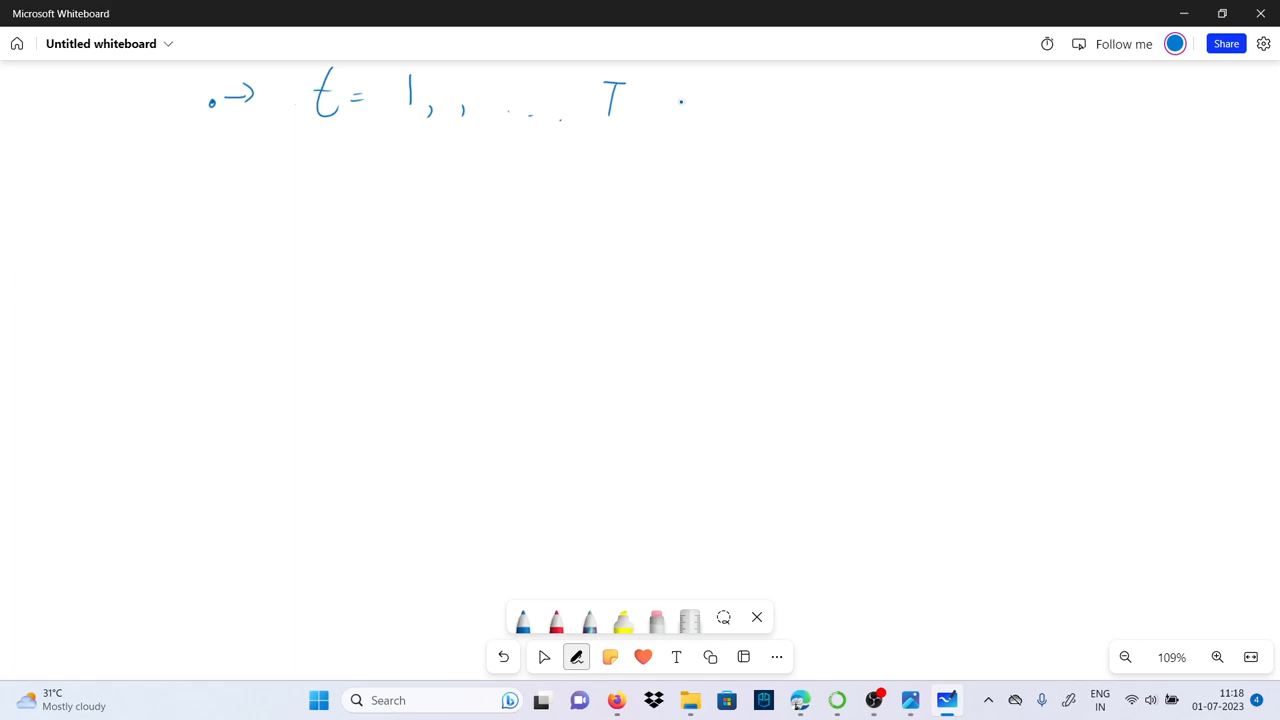 Microsoft Whiteboard
Untitled whiteboard
Follow me
Share
.→ t = 1, , .... T .
109%
31°C
Mostly cloudy
Search
ENG
IN
11:18
01-07-2023
4